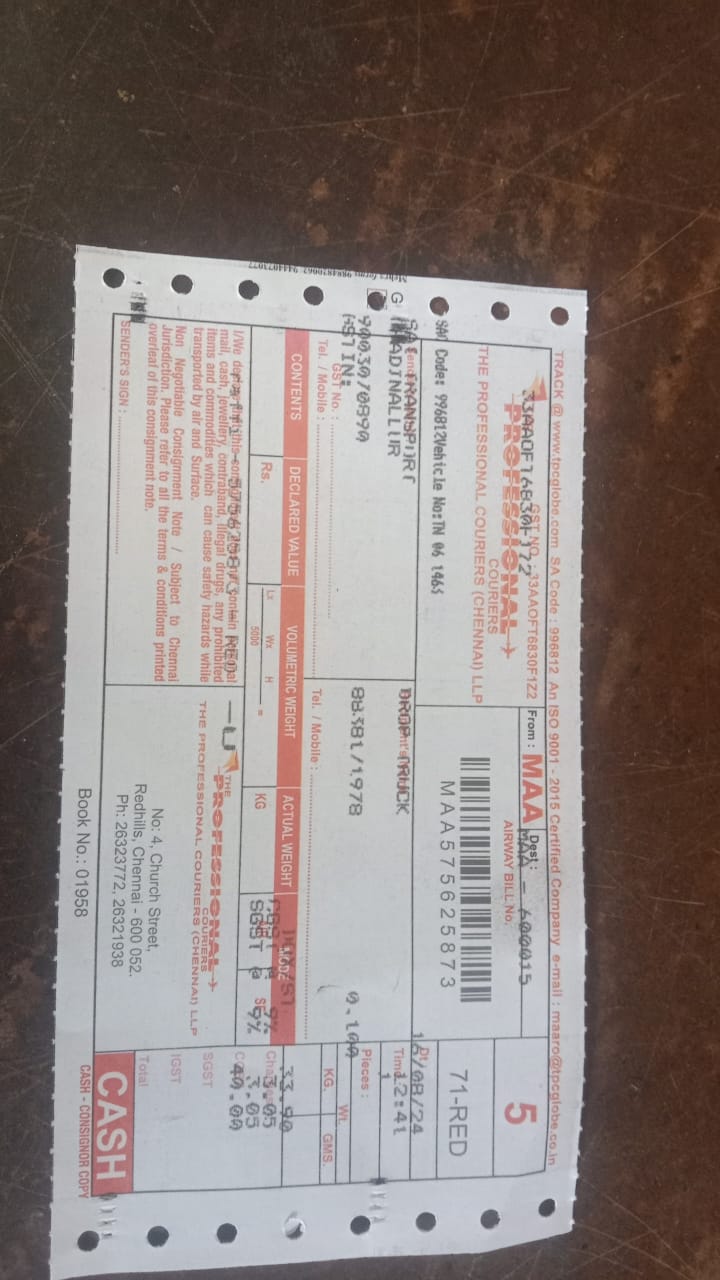 TRACK @ www.tpcglobe.com SA Code : 996812 An ISO 9001 - 2015 Certified Company e-mail : maaro@tpcglobe.co.in
GST NO. : 33AAOFT6830F1Z2
33AAOFT6830F1Z2
PROFESSIONAL
COURIERS
THE PROFESSIONAL COURIERS (CHENNAI) LLP
From : MAA
Dest :
MAA - 600015
AIRWAY BILL No.
MAA575625873
5
71-RED
SAC Code: 996812Vehicle No:TN 06 1465
Dt.
/08/24
Time
12:41
TRANSPORT
DROP TRUCK
GST No. :
GSTIN:
Tel. / Mobile :
Tel. / Mobile :
0.100
Pieces :
1
Wt.
KG.
GMS.
CONTENTS
DECLARED VALUE
VOLUMETRIC WEIGHT
ACTUAL WEIGHT
MODE
Rs.
Lx Wx H
5000
=
KG
CGST @ 9%
SGST @ 9%
33.90
3.05
3.05
40.00
I/We declare that this consignment does not contain personal
mail, cash, jewellery, contraband, illegal drugs, any prohibited
items and commodities which can cause safety hazards while
transported by air and Surface.
Non Negotiable Consignment Note / Subject to Chennai
Jurisdiction. Please refer to all the terms & conditions printed
overleaf of this consignment note.
SENDER'S SIGN :
THE
PROFESSIONAL
COURIERS
THE PROFESSIONAL COURIERS (CHENNAI) LLP
No: 4, Church Street,
Redhills, Chennai - 600 052.
Ph: 26323772, 26321938
SGST
IGST
Total
CASH
Book No.: 01958
CASH - CONSIGNOR COPY